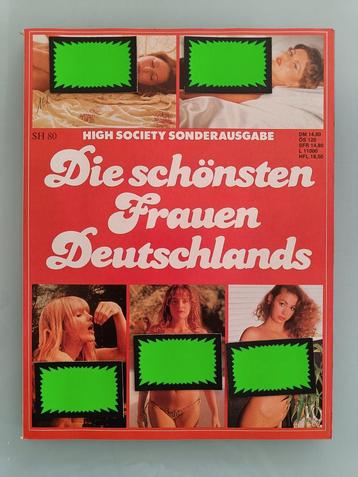 SH 80
HIGH SOCIETY SONDERAUSGABE
DM 14,80
ÖS 120
SFR 14,80
L 11000
HFL 18,50
Die schönsten
Frauen
Deutschlands